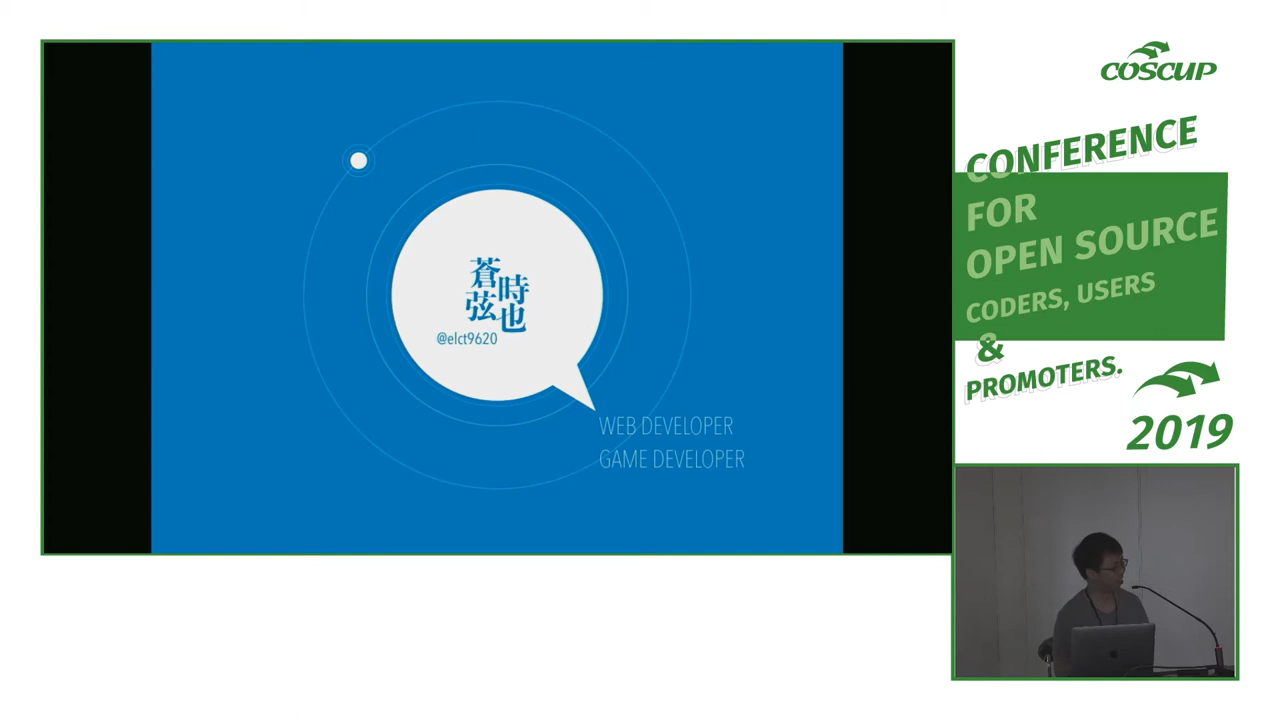 蒼時
弦也
@elct9620
WEB DEVELOPER
GAME DEVELOPER
COSCUP
CONFERENCE
FOR
OPEN SOURCE
CODERS, USERS
&
PROMOTERS.
2019